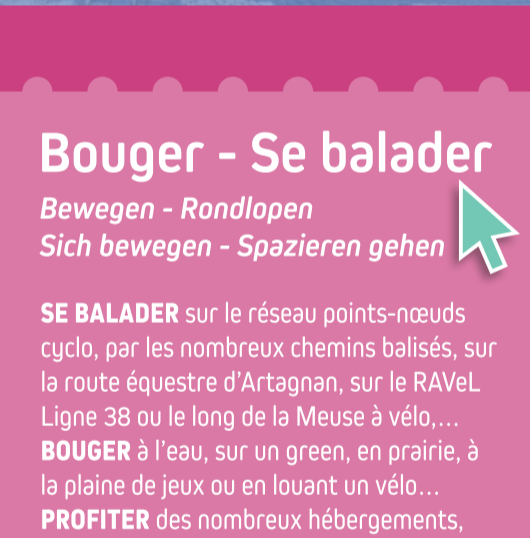 Bouger - Se balader
Bewegen - Rondlopen
Sich bewegen - Spazieren gehen
SE BALADER sur le réseau points-nœuds
cyclo, par les nombreux chemins balisés, sur
la route équestre d’Artagnan, sur le RAVeL
Ligne 38 ou le long de la Meuse à vélo,…
BOUGER à l’eau, sur un green, en prairie, à
la plaine de jeux ou en louant un vélo…
PROFITER des nombreux hébergements,